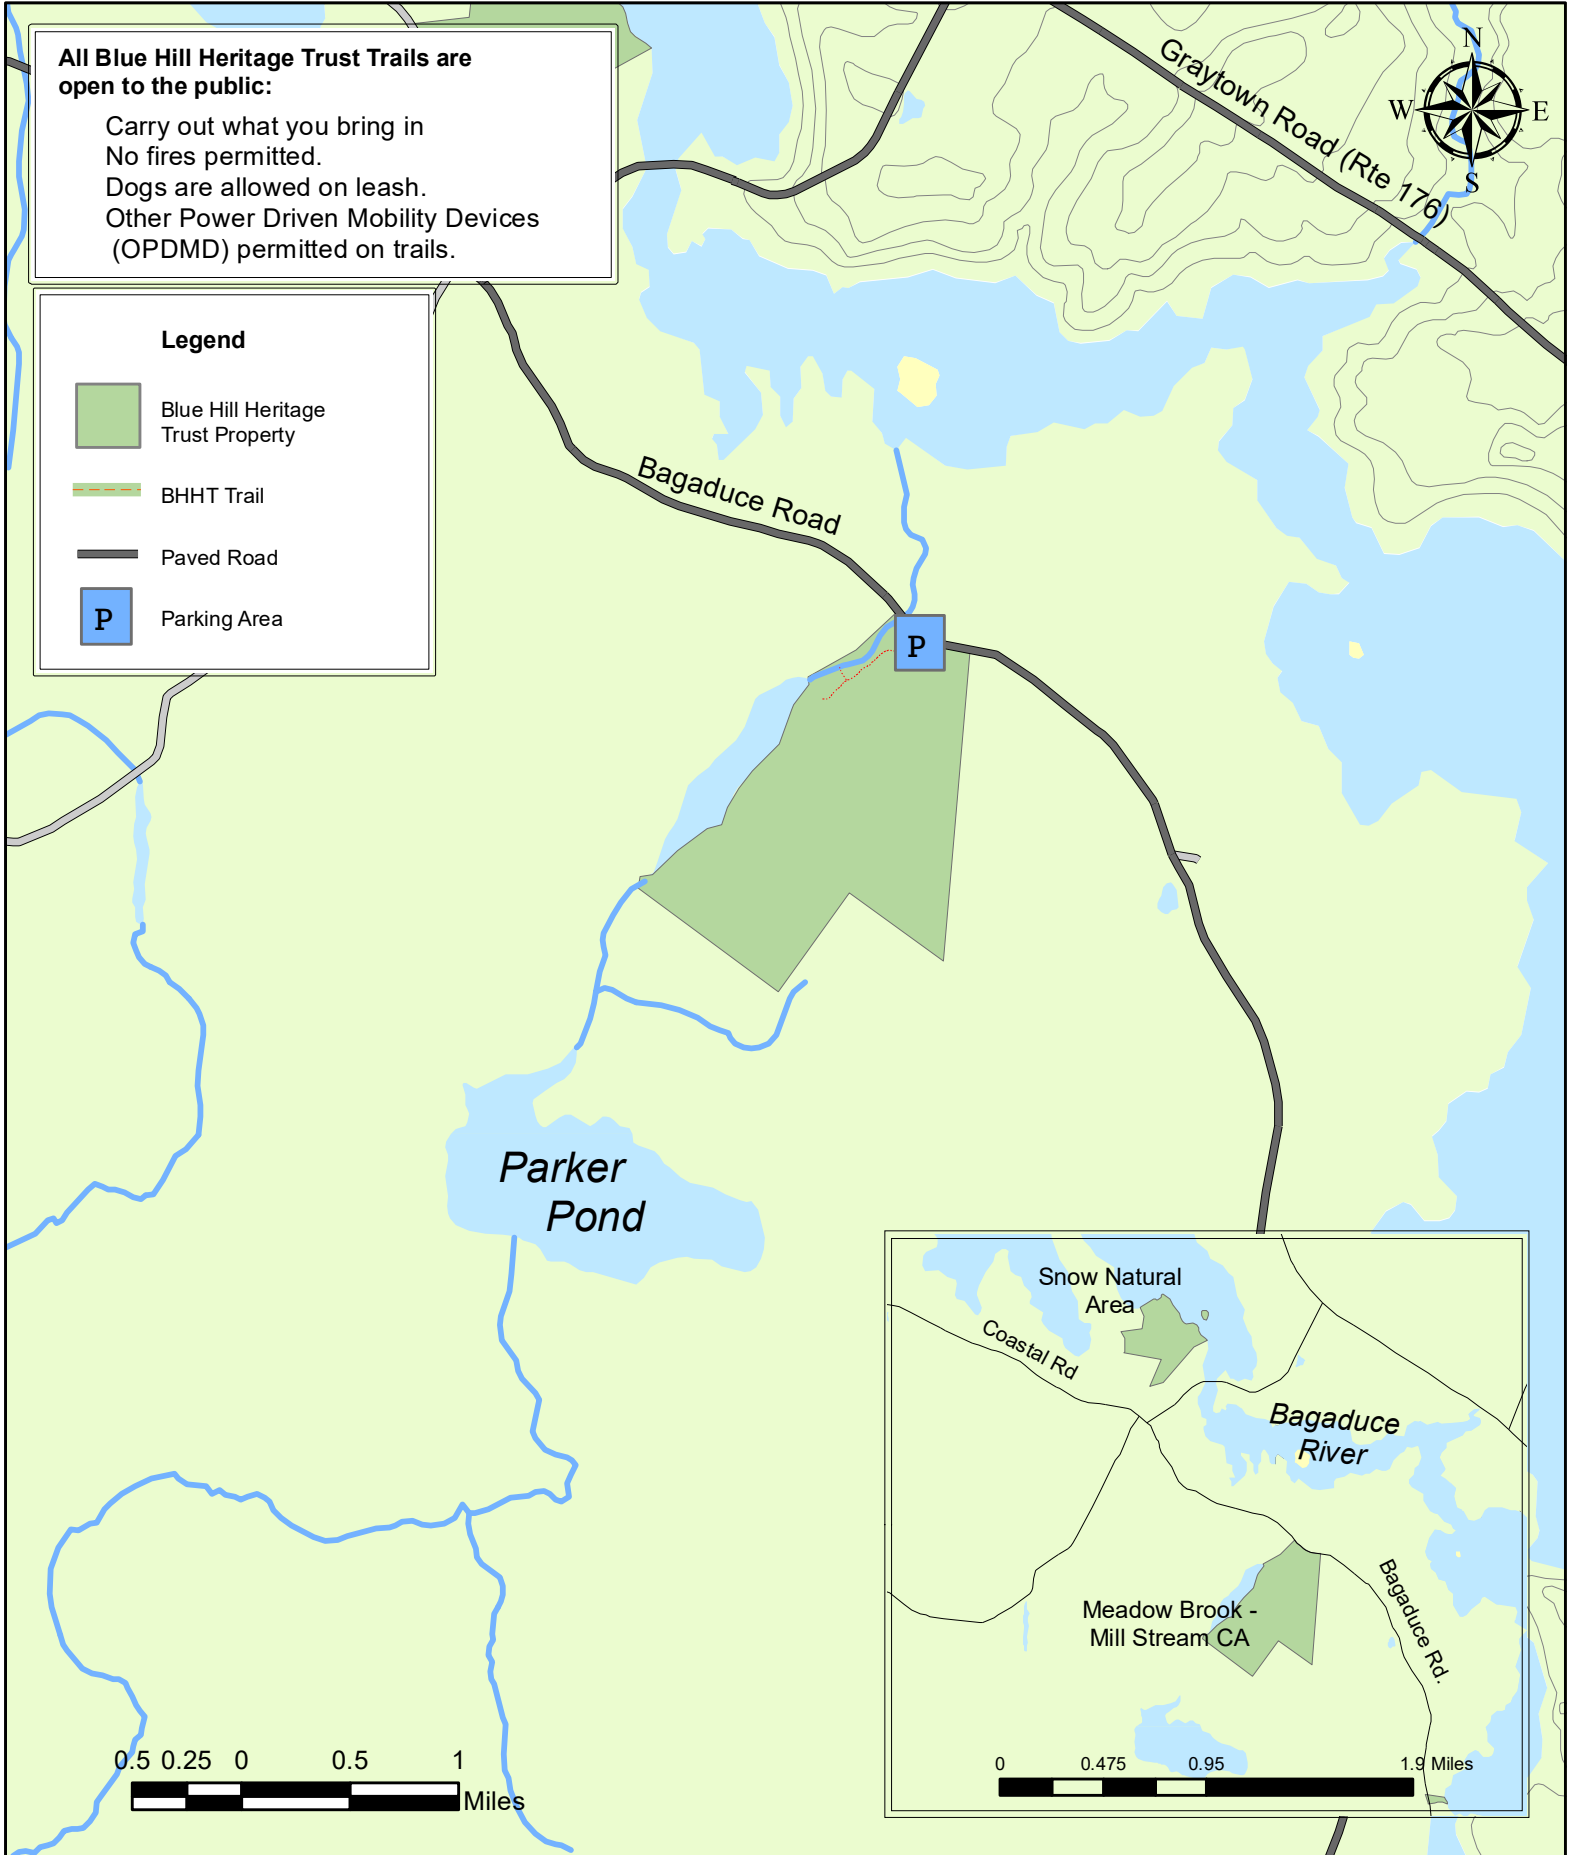 All Blue Hill Heritage Trust Trails are
open to the public:
Carry out what you bring in
No fires permitted.
Dogs are allowed on leash.
Other Power Driven Mobility Devices
(OPDMD) permitted on trails.
Graytown Road (Rte 176)
N
W
E
S
Legend
Blue Hill Heritage
Trust Property
BHHT Trail
Paved Road
P
Parking Area
Bagaduce Road
P
Parker
Pond
Snow Natural
Area
Coastal Rd
Bagaduce
River
Meadow Brook -
Mill Stream CA
Bagaduce Rd.
0 0.475 0.95 1.9 Miles
0.5 0.25 0 0.5 1
Miles